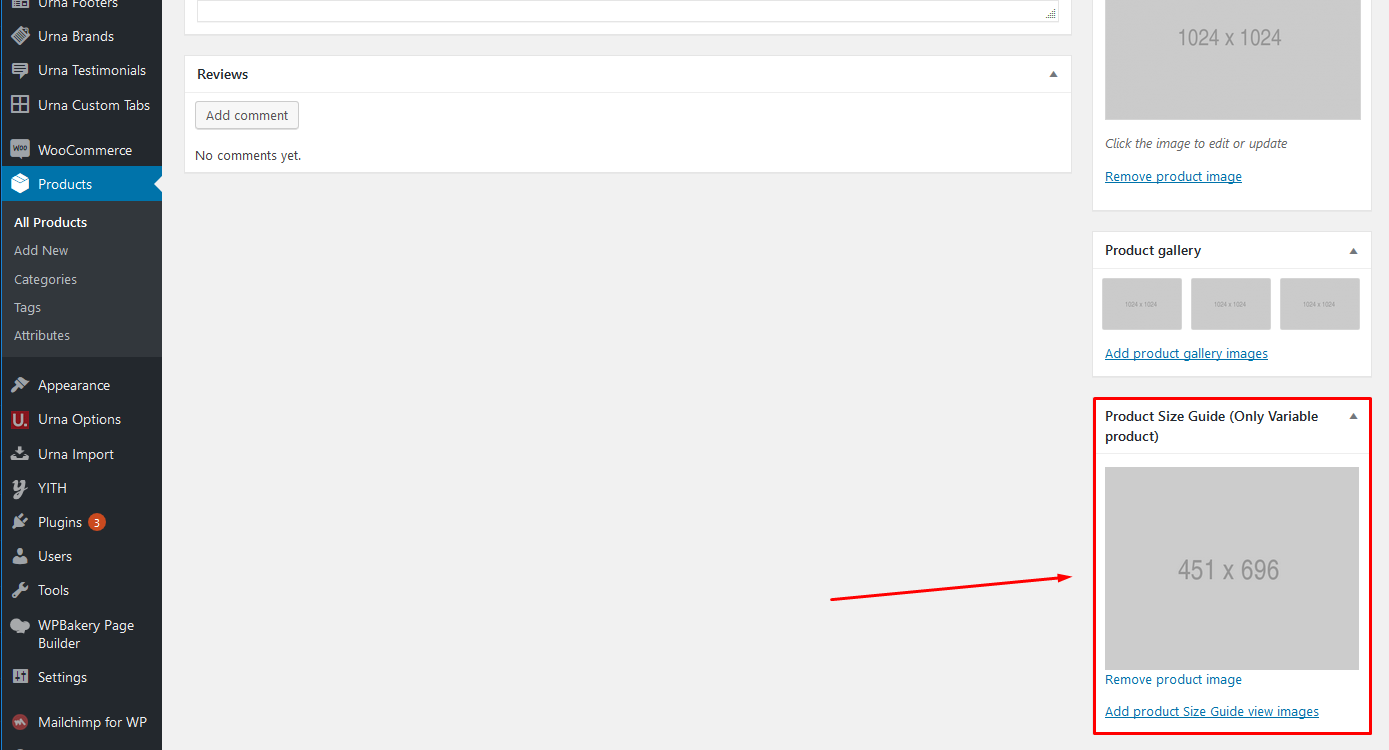 Urna Footers
Urna Brands
Urna Testimonials
Urna Custom Tabs
WOO
WooCommerce
Products
All Products
Add New
Categories
Tags
Attributes
Appearance
U.
Urna Options
Urna Import
YITH
Plugins 3
Users
Tools
WPBakery Page
Builder
Settings
Mailchimp for WP
Reviews
Add comment
No comments yet.
1024 x 1024
Click the image to edit or update
Remove product image
Product gallery
1024 x 1024
1024 x 1024
1024 x 1024
Add product gallery images
Product Size Guide (Only Variable
product)
451 x 696
Remove product image
Add product Size Guide view images